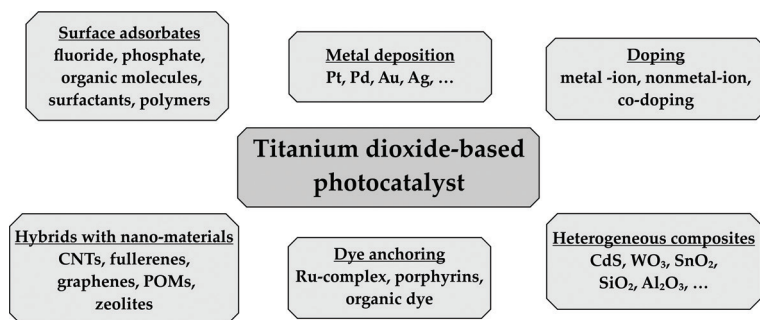 Surface adsorbates
fluoride, phosphate,
organic molecules,
surfactants, polymers
Metal deposition
Pt, Pd, Au, Ag, …
Doping
metal -ion, nonmetal-ion,
co-doping
Titanium dioxide-based
photocatalyst
Hybrids with nano-materials
CNTs, fullerenes,
graphenes, POMs,
zeolites
Dye anchoring
Ru-complex, porphyrins,
organic dye
Heterogeneous composites
CdS, WO₃, SnO₂,
SiO₂, Al₂O₃, …